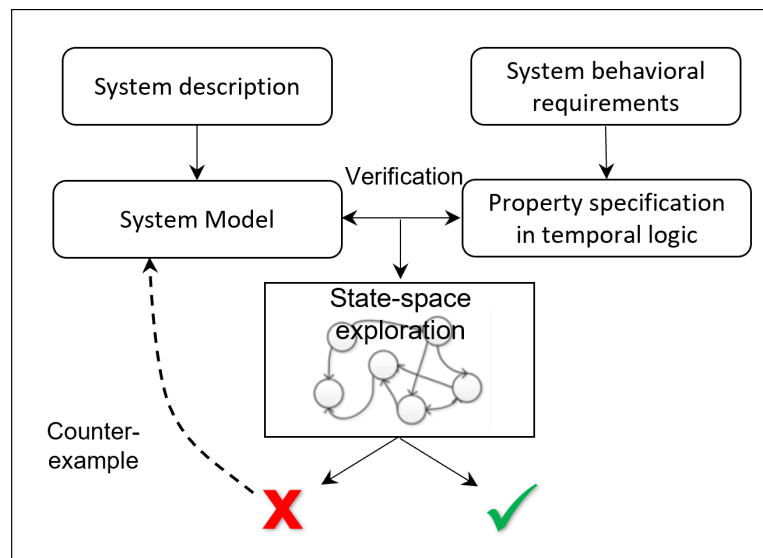 System description
System behavioral
requirements
Verification
System Model
Property specification
in temporal logic
State-space
exploration
Counter-
example